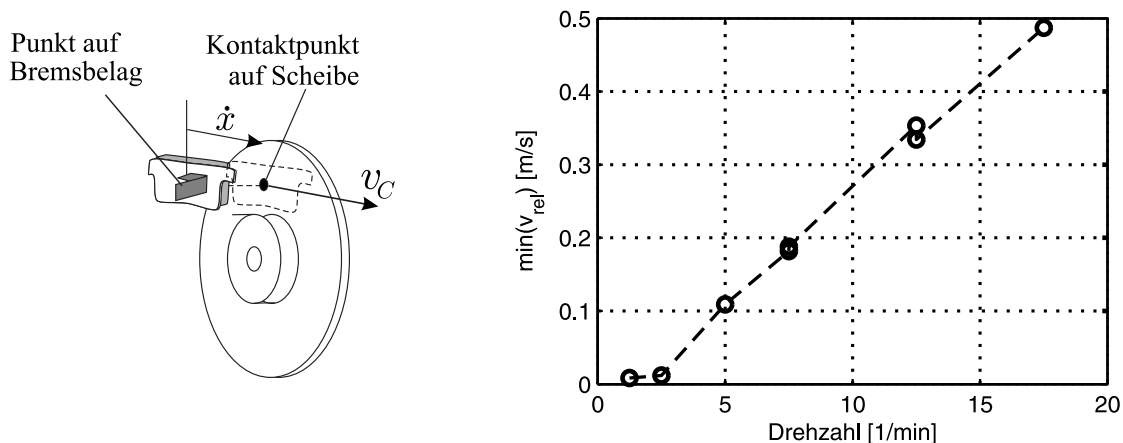 Punkt auf
Bremsbelag
Kontaktpunkt
auf Scheibe
ẋ
v_C
min(v_rel) [m/s]
0.5
0.4
0.3
0.2
0.1
0
0 5 10 15 20
Drehzahl [1/min]